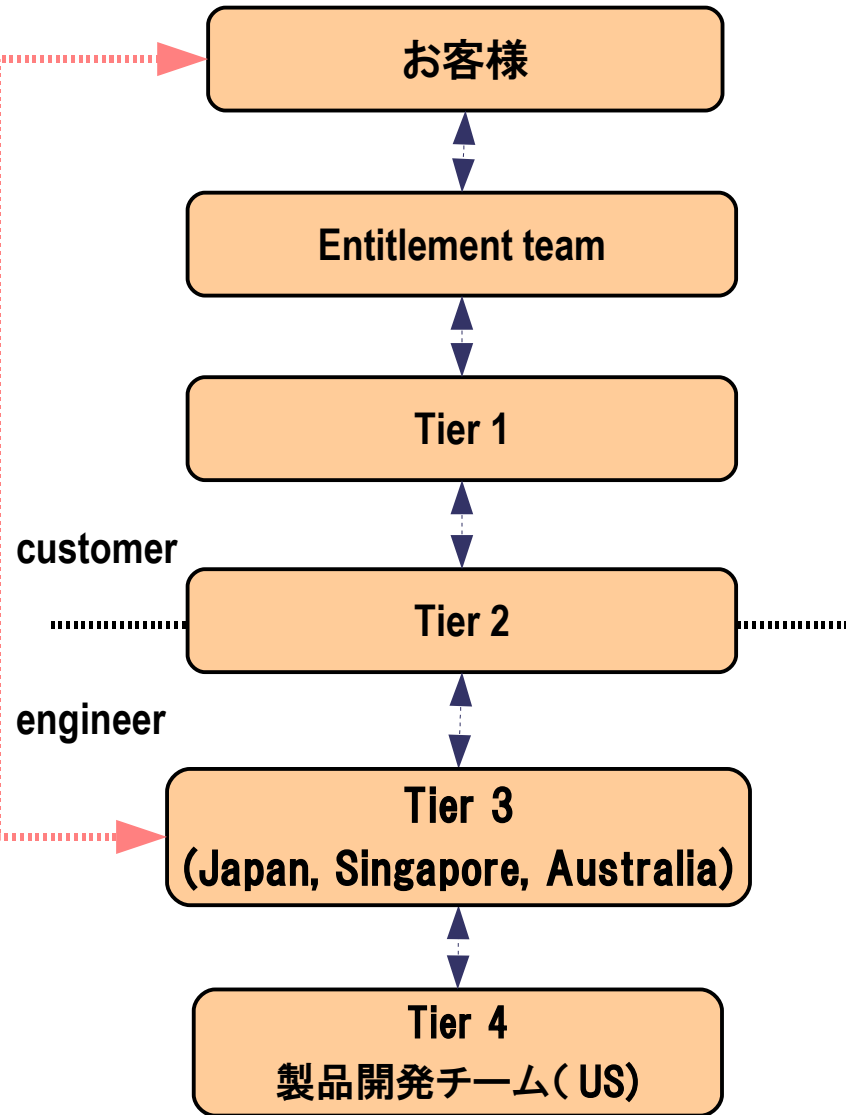 お客様
Entitlement team
Tier 1
customer
Tier 2
engineer
Tier 3
(Japan, Singapore, Australia)
Tier 4
製品開発チーム( US)